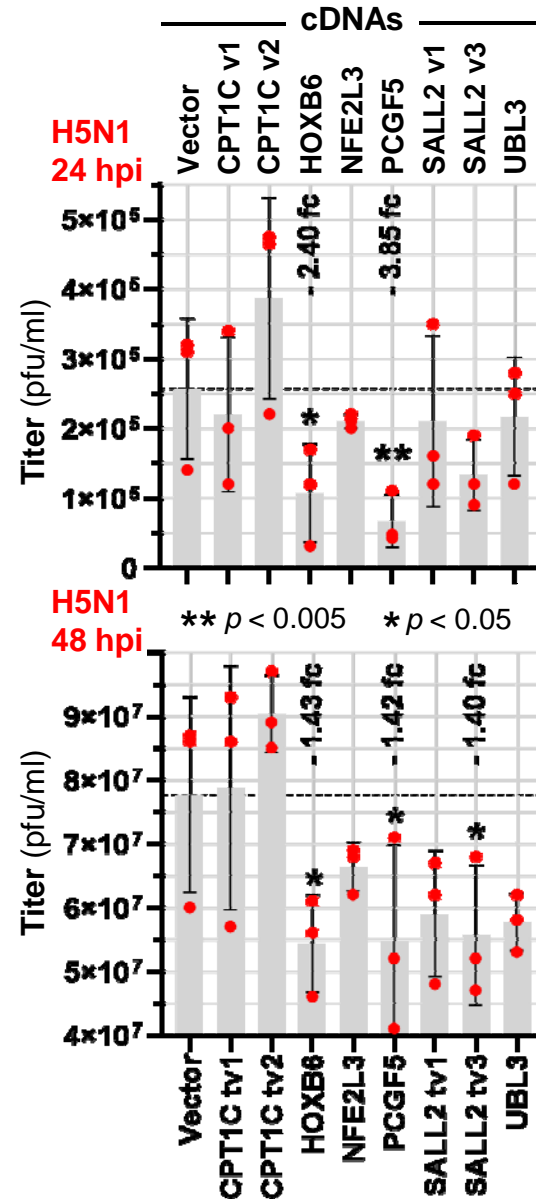 cDNAs
Vector
CPT1C v1
CPT1C v2
HOXB6
NFE2L3
PCGF5
SALL2 v1
SALL2 v3
UBL3
H5N1
24 hpi
Titer (pfu/ml)
5×10⁵
4×10⁵
3×10⁵
2×10⁵
1×10⁵
0
- 2.40 fc
- 3.85 fc
*
**
H5N1
48 hpi
** p < 0.005
* p < 0.05
Titer (pfu/ml)
9×10⁷
8×10⁷
7×10⁷
6×10⁷
5×10⁷
4×10⁷
- 1.43 fc
- 1.42 fc
- 1.40 fc
*
*
*
Vector
CPT1C tv1
CPT1C tv2
HOXB6
NFE2L3
PCGF5
SALL2 tv1
SALL2 tv3
UBL3